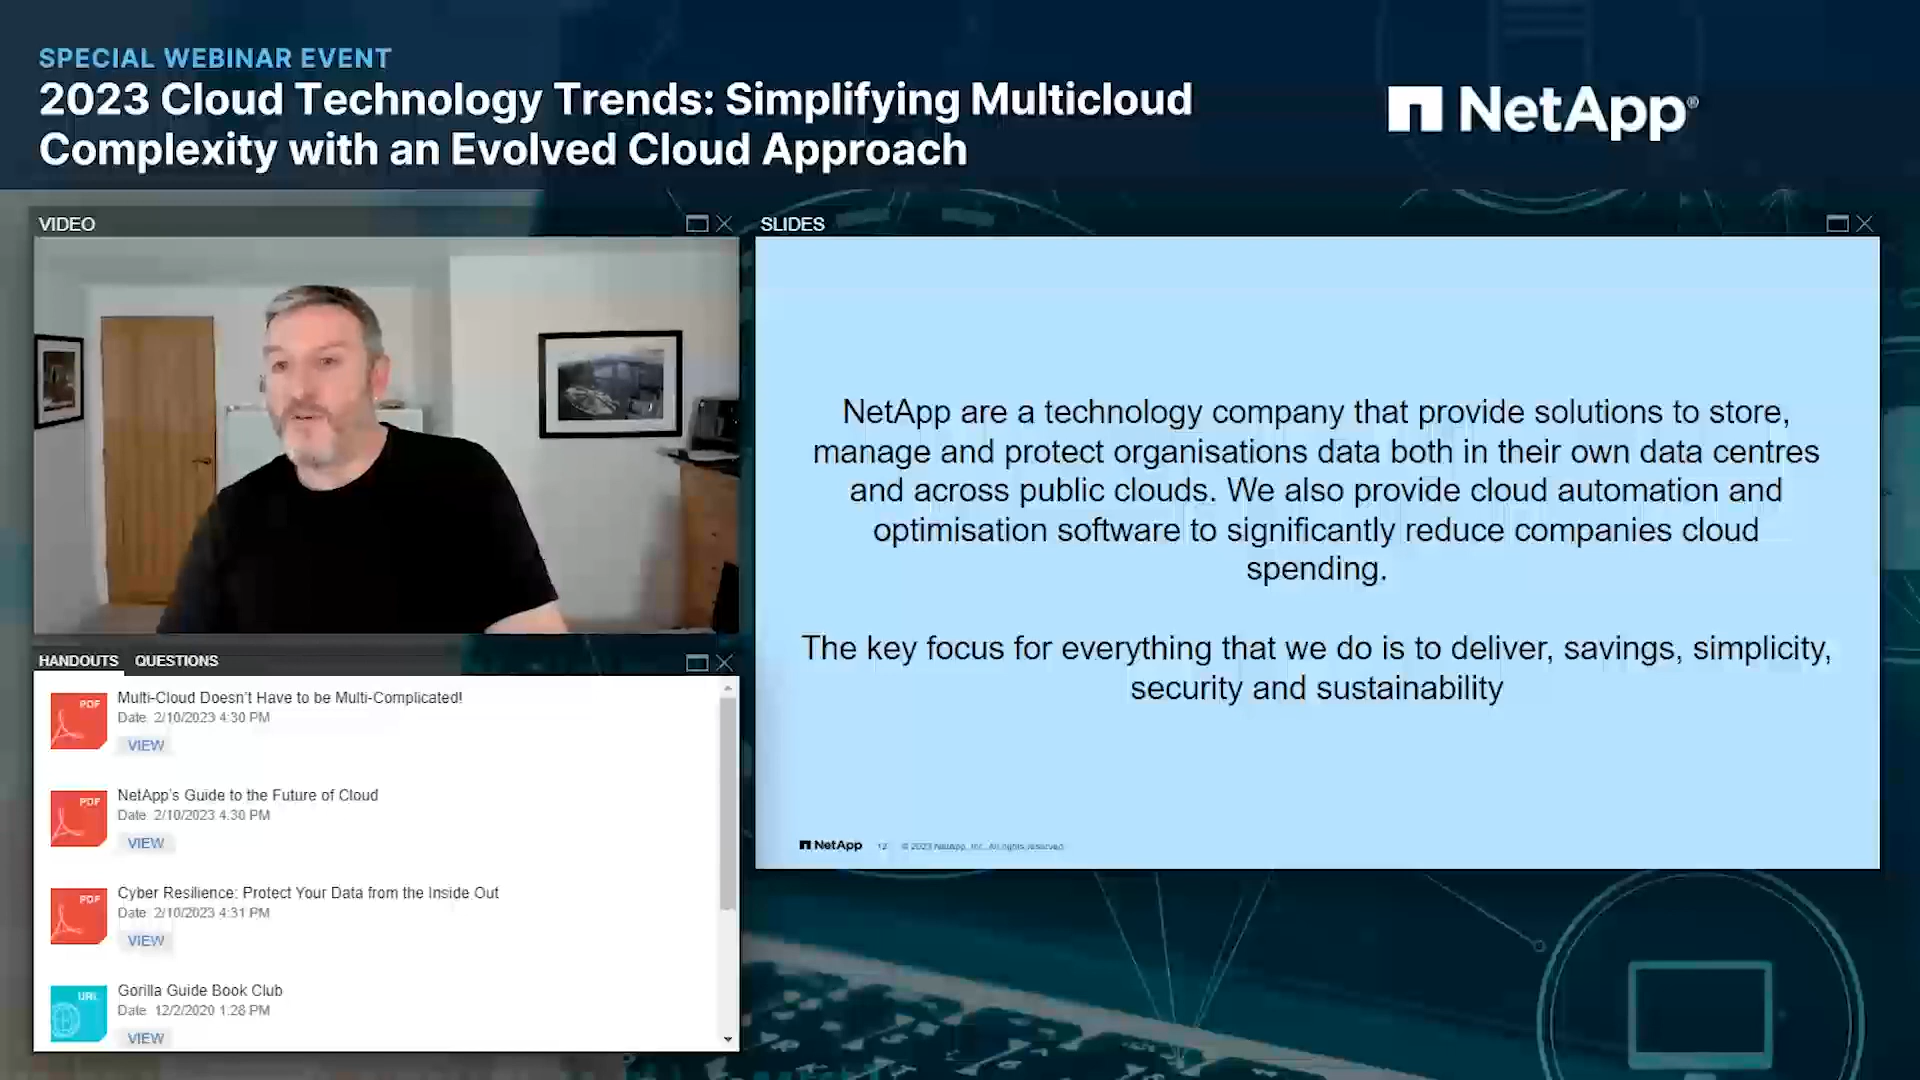 SPECIAL WEBINAR EVENT
2023 Cloud Technology Trends: Simplifying Multicloud
Complexity with an Evolved Cloud Approach
NetApp®
VIDEO
SLIDES
NetApp are a technology company that provide solutions to store,
manage and protect organisations data both in their own data centres
and across public clouds. We also provide cloud automation and
optimisation software to significantly reduce companies cloud
spending.
The key focus for everything that we do is to deliver, savings, simplicity,
security and sustainability
NetApp 12 © 2023 NetApp, Inc. All rights reserved.
HANDOUTS QUESTIONS
PDF
Multi-Cloud Doesn't Have to be Multi-Complicated!
Date: 2/10/2023 4:30 PM
VIEW
PDF
NetApp's Guide to the Future of Cloud
Date: 2/10/2023 4:30 PM
VIEW
PDF
Cyber Resilience: Protect Your Data from the Inside Out
Date: 2/10/2023 4:31 PM
VIEW
URL
Gorilla Guide Book Club
Date: 12/2/2020 1:28 PM
VIEW